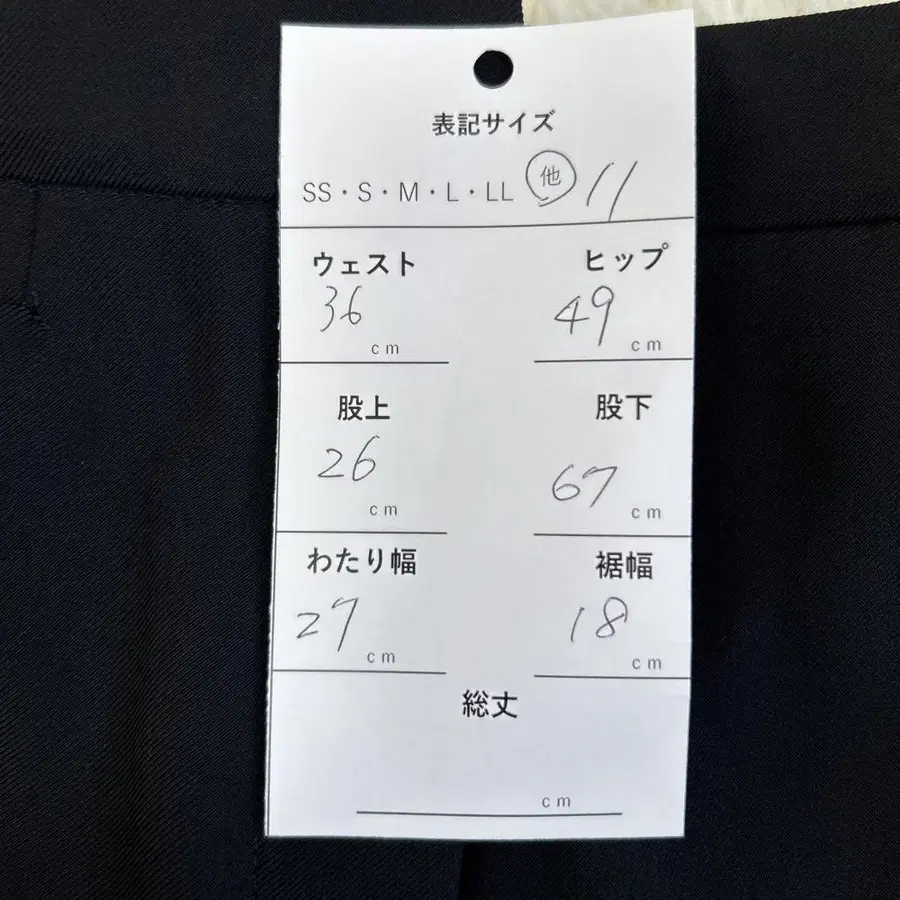 表記サイズ
SS・S・M・L・LL 他 11
ウェスト ヒップ
36 cm 49 cm
股上 股下
26 cm 67 cm
わたり幅 裾幅
27 cm 18 cm
総丈
cm